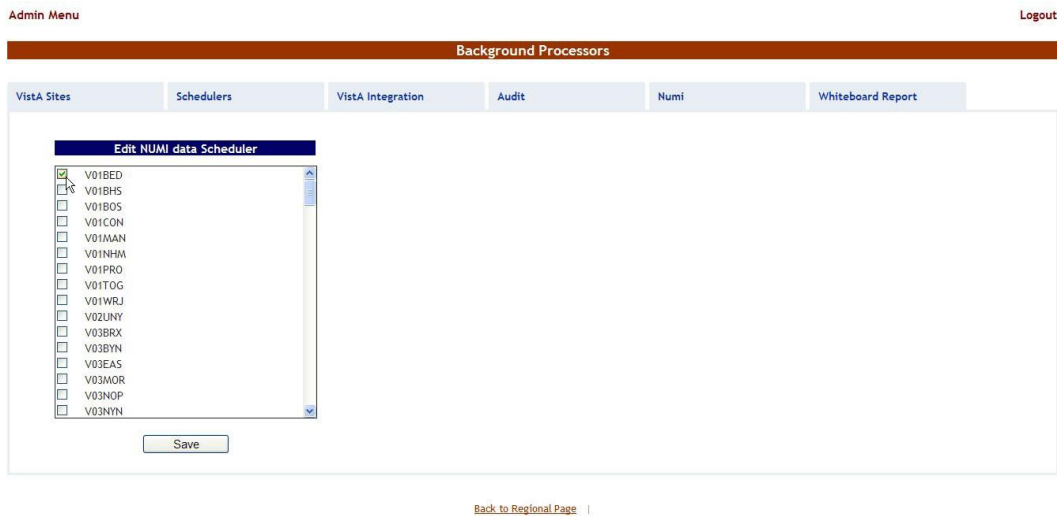 Admin Menu Logout
Background Processors
VistA Sites Schedulers VistA Integration Audit Numi Whiteboard Report
Edit NUMI data Scheduler
V01BED
V01BHS
V01BOS
V01CON
V01MAN
V01NHM
V01PRO
V01TOG
V01WRJ
V02UNY
V03BRX
V03BYN
V03EAS
V03MOR
V03NOP
V03NYN
Save
Back to Regional Page |